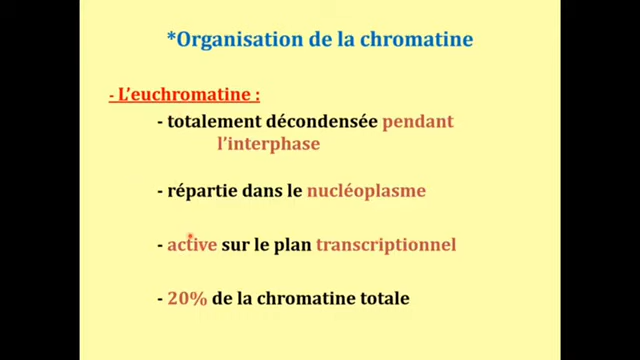 *Organisation de la chromatine
- L’euchromatine :
- totalement décondensée pendant
l’interphase
- répartie dans le nucléoplasme
- active sur le plan transcriptionnel
- 20% de la chromatine totale